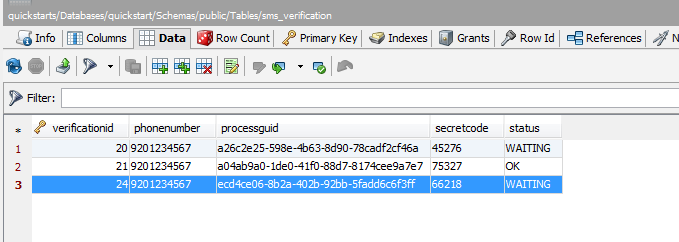 quickstarts/Databases/quickstart/Schemas/public/Tables/sms_verification
Info Columns Data Row Count Primary Key Indexes Grants Row Id References
Filter:
* verificationid phonenumber processguid secretcode status
1 20 9201234567 a26c2e25-598e-4b63-8d90-78cadf2cf46a 45276 WAITING
2 21 9201234567 a04ab9a0-1de0-41f0-88d7-8174cee9a7e7 75327 OK
3 24 9201234567 ecd4ce06-8b2a-402b-92bb-5fadd6c6f3ff 66218 WAITING